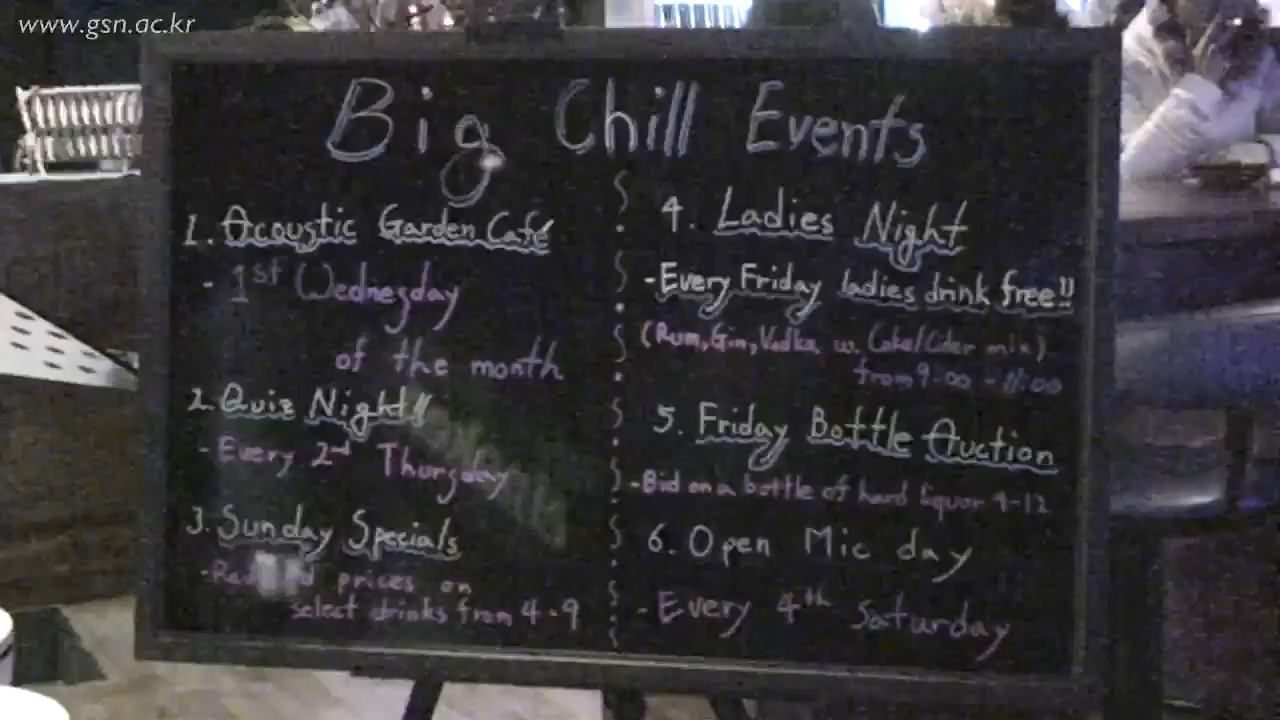 www.gsn.ac.kr
Big Chill Events
1. Acoustic Garden Café
- 1st Wednesday
of the month
2. Quiz Night!!
- Every 2nd Thursday
3. Sunday Specials
- Reduced prices on
select drinks from 4-9
4. Ladies Night
- Every Friday ladies drink free!!
(Rum, Gin, Vodka w. Coke/Cider mix)
from 9:00 - 11:00
5. Friday Bottle Auction
- Bid on a bottle of hard liquor 9-12
6. Open Mic day
- Every 4th Saturday